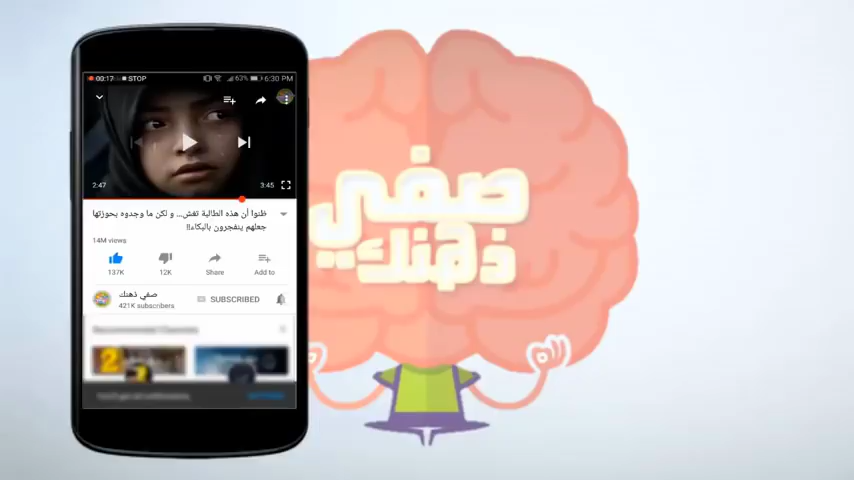 00:17 STOP
63% 6:30 PM
2:47
3:45
ظنوا أن هذه الطالبة تغش... و لكن ما وجدوه بحوزتها
جعلهم ينفجرون بالبكاء!!
14M views
137K
12K
Share
Add to
صفي ذهنك
421K subscribers
SUBSCRIBED
صفي
ذهنك